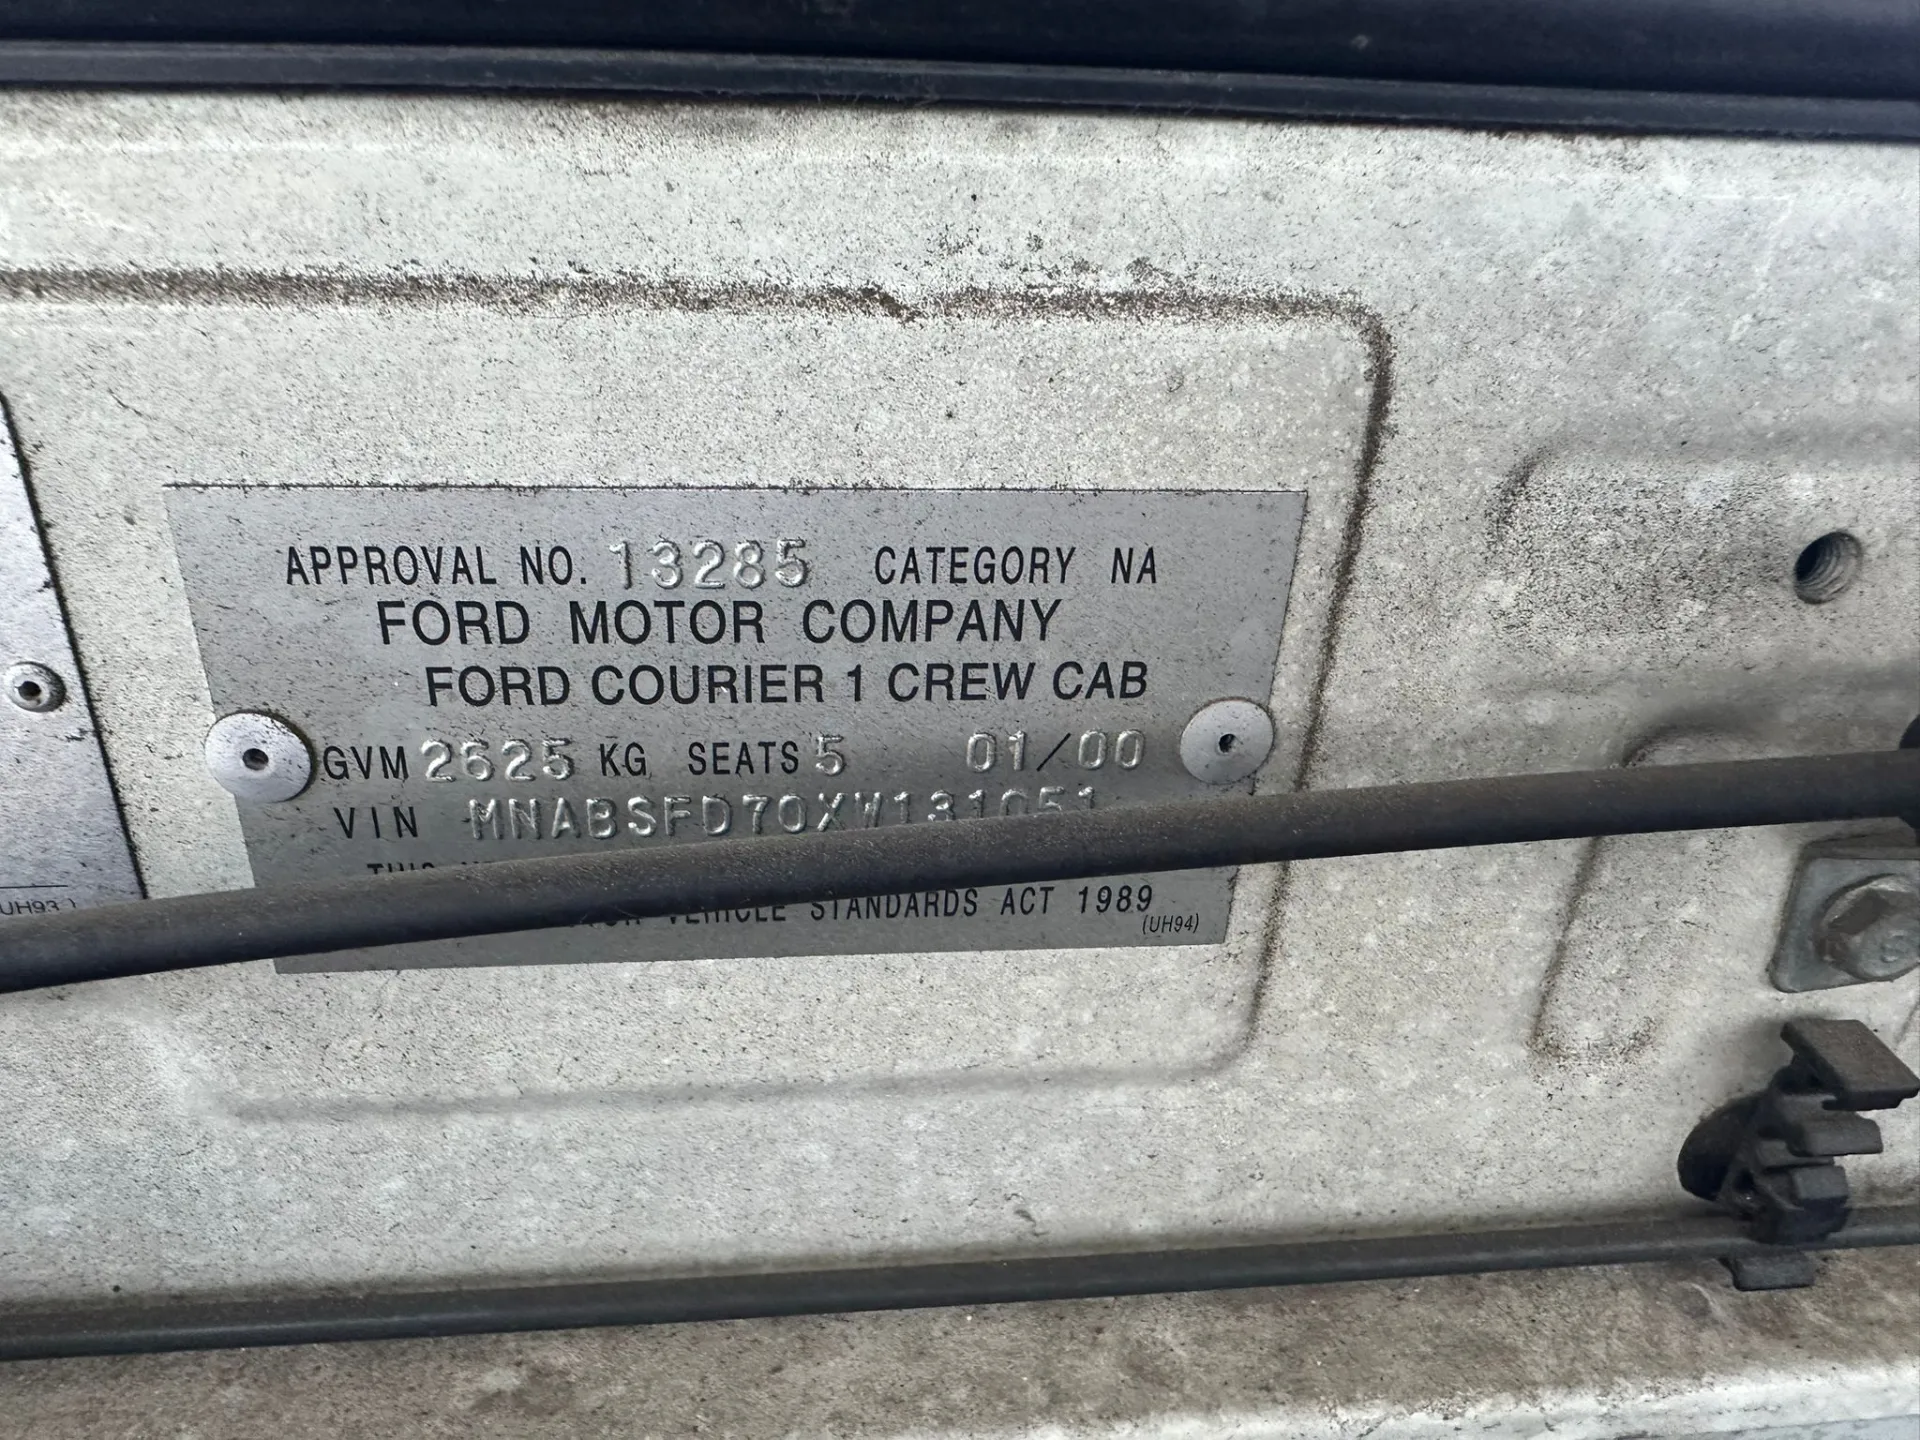 APPROVAL NO. 13285 CATEGORY NA
FORD MOTOR COMPANY
FORD COURIER 1 CREW CAB
GVM 2625 KG SEATS 5 01/00
VIN MNABSFD70XW131051
VEHICLE STANDARDS ACT 1989
(UH94)
(UH93)